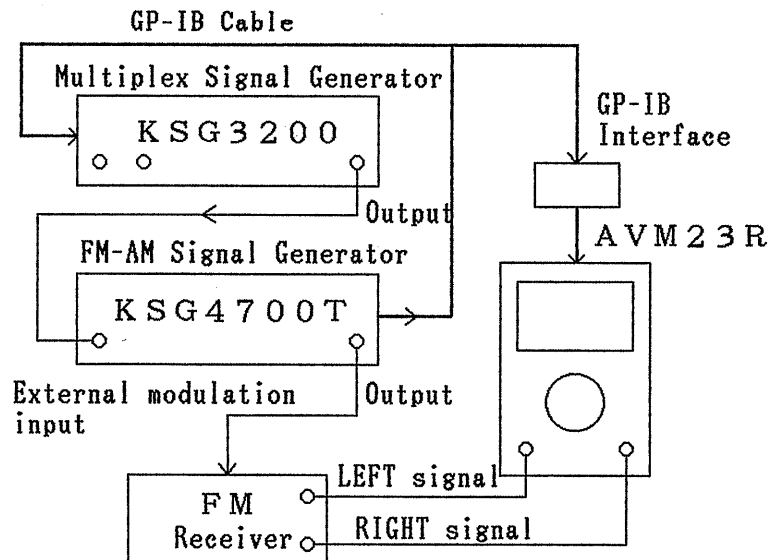 GP-IB Cable
Multiplex Signal Generator
KSG3200
GP-IB
Interface
Output
AVM23R
FM-AM Signal Generator
KSG4700T
External modulation
input
Output
LEFT signal
FM
Receiver
RIGHT signal